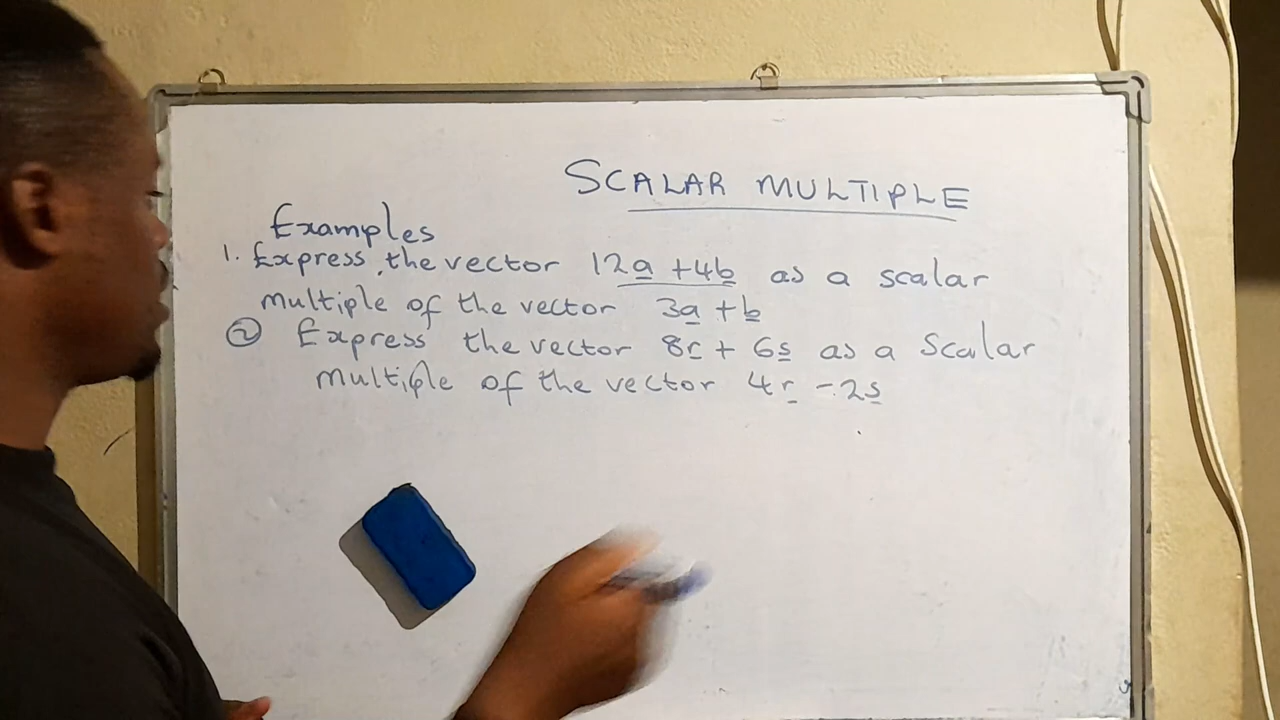 SCALAR MULTIPLE
Examples
1. Express the vector 12a + 4b as a scalar
multiple of the vector 3a + b
② Express the vector 8r + 6s as a Scalar
multiple of the vector 4r - 2s